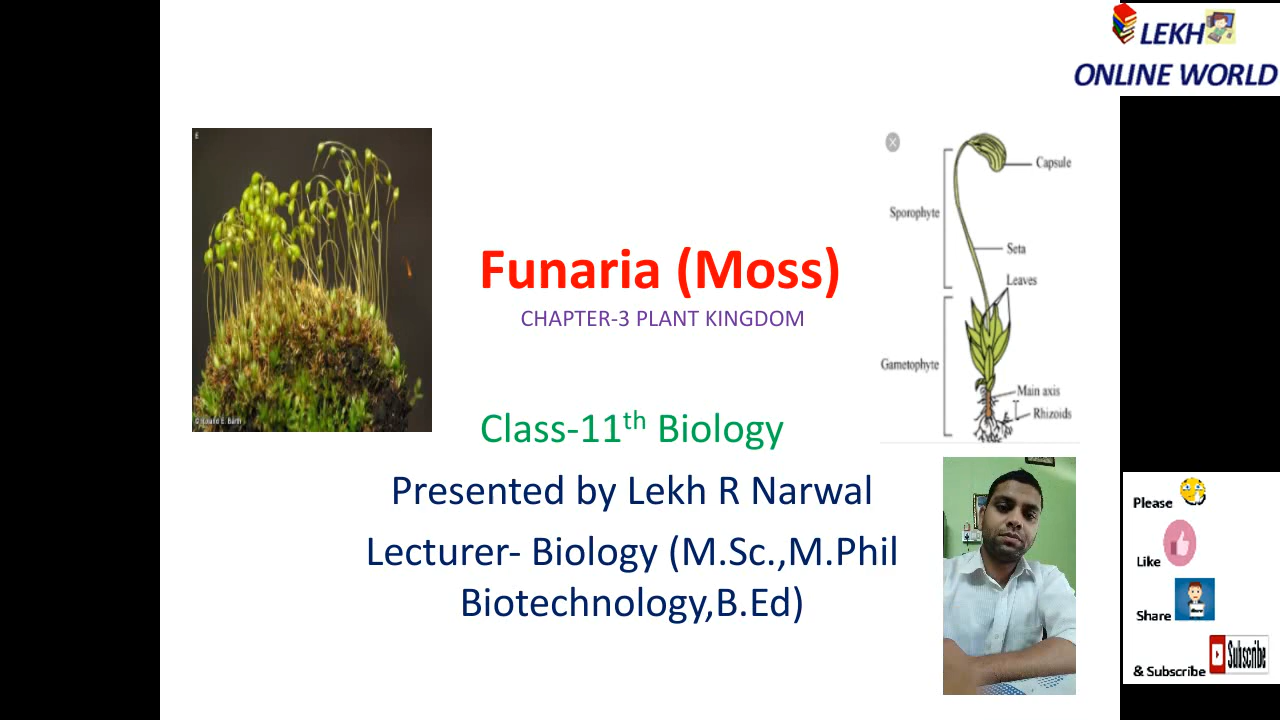 LEKH
ONLINE WORLD
E
Capsule
Sporophyte
Seta
Leaves
Funaria (Moss)
CHAPTER-3 PLANT KINGDOM
Gametophyte
Main axis
Rhizoids
Class-11th Biology
Presented by Lekh R Narwal
Lecturer- Biology (M.Sc.,M.Phil
Biotechnology,B.Ed)
Please
Like
Share
& Subscribe
Subscribe